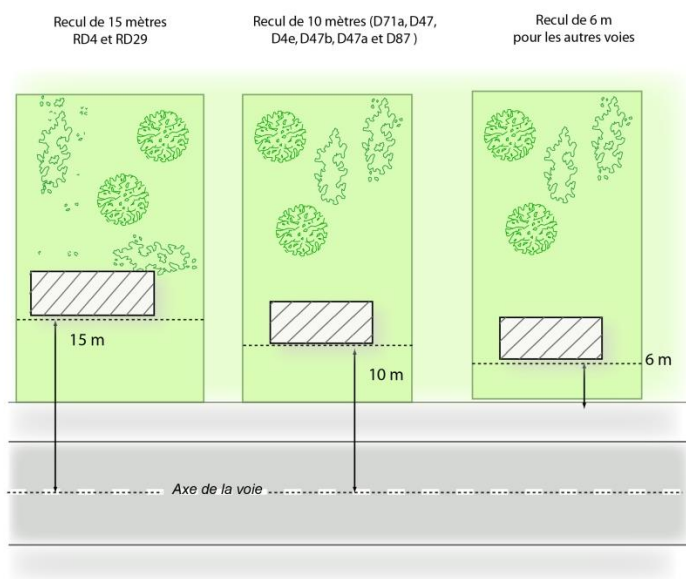 Recul de 15 mètres
RD4 et RD29
Recul de 10 mètres (D71a, D47,
D4e, D47b, D47a et D87 )
Recul de 6 m
pour les autres voies
15 m
10 m
6 m
Axe de la voie